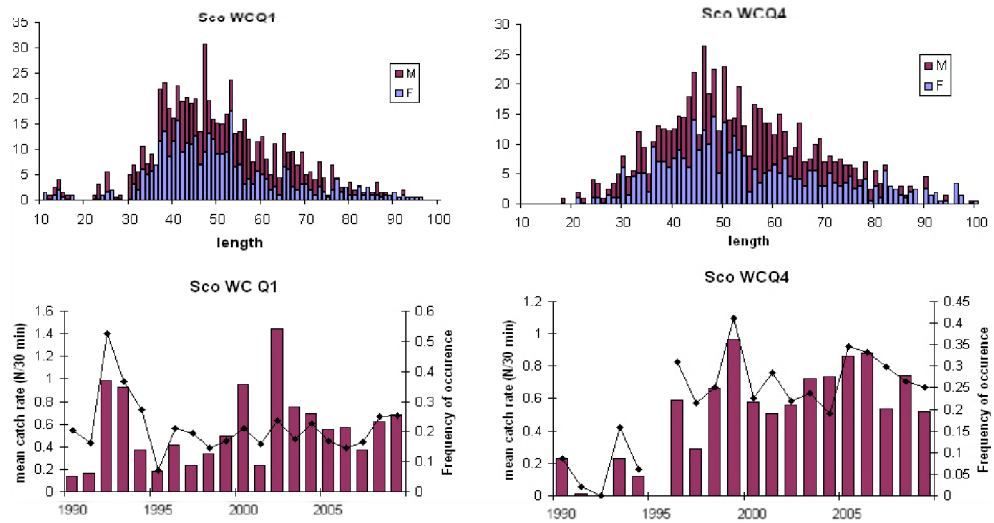 Sco WCQ1
35
30
25
20
15
10
5
0
M
F
10 20 30 40 50 60 70 80 90 100
length
Sco WCQ4
30
25
20
15
10
5
0
M
F
10 20 30 40 50 60 70 80 90 100
length
Sco WC Q1
mean catch rate (N/30 min)
1.6
1.4
1.2
1
0.8
0.6
0.4
0.2
0
0.6
0.5
0.4
0.3
0.2
0.1
0
Frequency of occurence
1990 1995 2000 2005
Sco WCQ4
mean catch rate (N/30 min)
1.2
1
0.8
0.6
0.4
0.2
0
0.45
0.4
0.35
0.3
0.25
0.2
0.15
0.1
0.05
0
Frequency of occurence
1990 1995 2000 2005